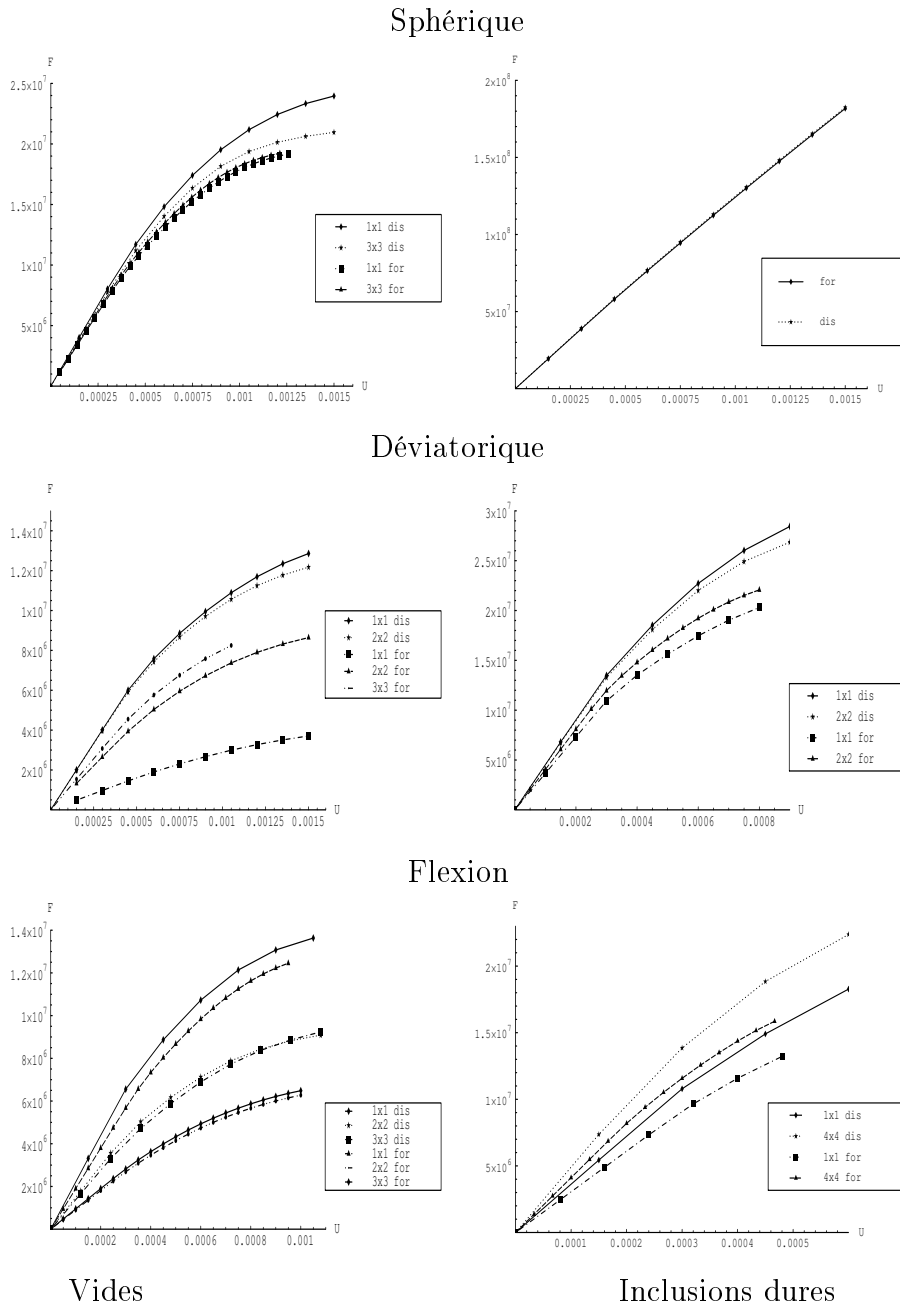 Sphérique
F
2.5x10^7
2x10^7
1.5x10^7
1x10^7
5x10^6
0.00025 0.0005 0.00075 0.001 0.00125 0.0015
U
1x1 dis
3x3 dis
1x1 for
3x3 for
F
2x10^8
1.5x10^8
1x10^8
5x10^7
0.00025 0.0005 0.00075 0.001 0.00125 0.0015
U
for
dis
Déviatorique
F
1.4x10^7
1.2x10^7
1x10^7
8x10^6
6x10^6
4x10^6
2x10^6
0.00025 0.0005 0.00075 0.001 0.00125 0.0015
U
1x1 dis
2x2 dis
1x1 for
2x2 for
3x3 for
F
3x10^7
2.5x10^7
2x10^7
1.5x10^7
1x10^7
5x10^6
0.0002 0.0004 0.0006 0.0008
U
1x1 dis
2x2 dis
1x1 for
2x2 for
Flexion
F
1.4x10^7
1.2x10^7
1x10^7
8x10^6
6x10^6
4x10^6
2x10^6
0.0002 0.0004 0.0006 0.0008 0.001
U
1x1 dis
2x2 dis
3x3 dis
1x1 for
2x2 for
3x3 for
F
2x10^7
1.5x10^7
1x10^7
5x10^6
0.0001 0.0002 0.0003 0.0004 0.0005
U
1x1 dis
4x4 dis
1x1 for
4x4 for
Vides
Inclusions dures